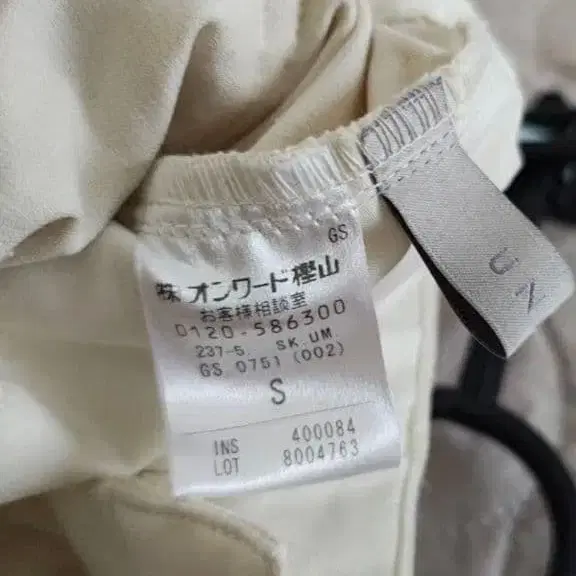 GS
㈱オンワード樫山
お客様相談室
0120-586300
237-5. SK.UM.
GS 0751 (002)
S
INS 400084
LOT 8004763
UN